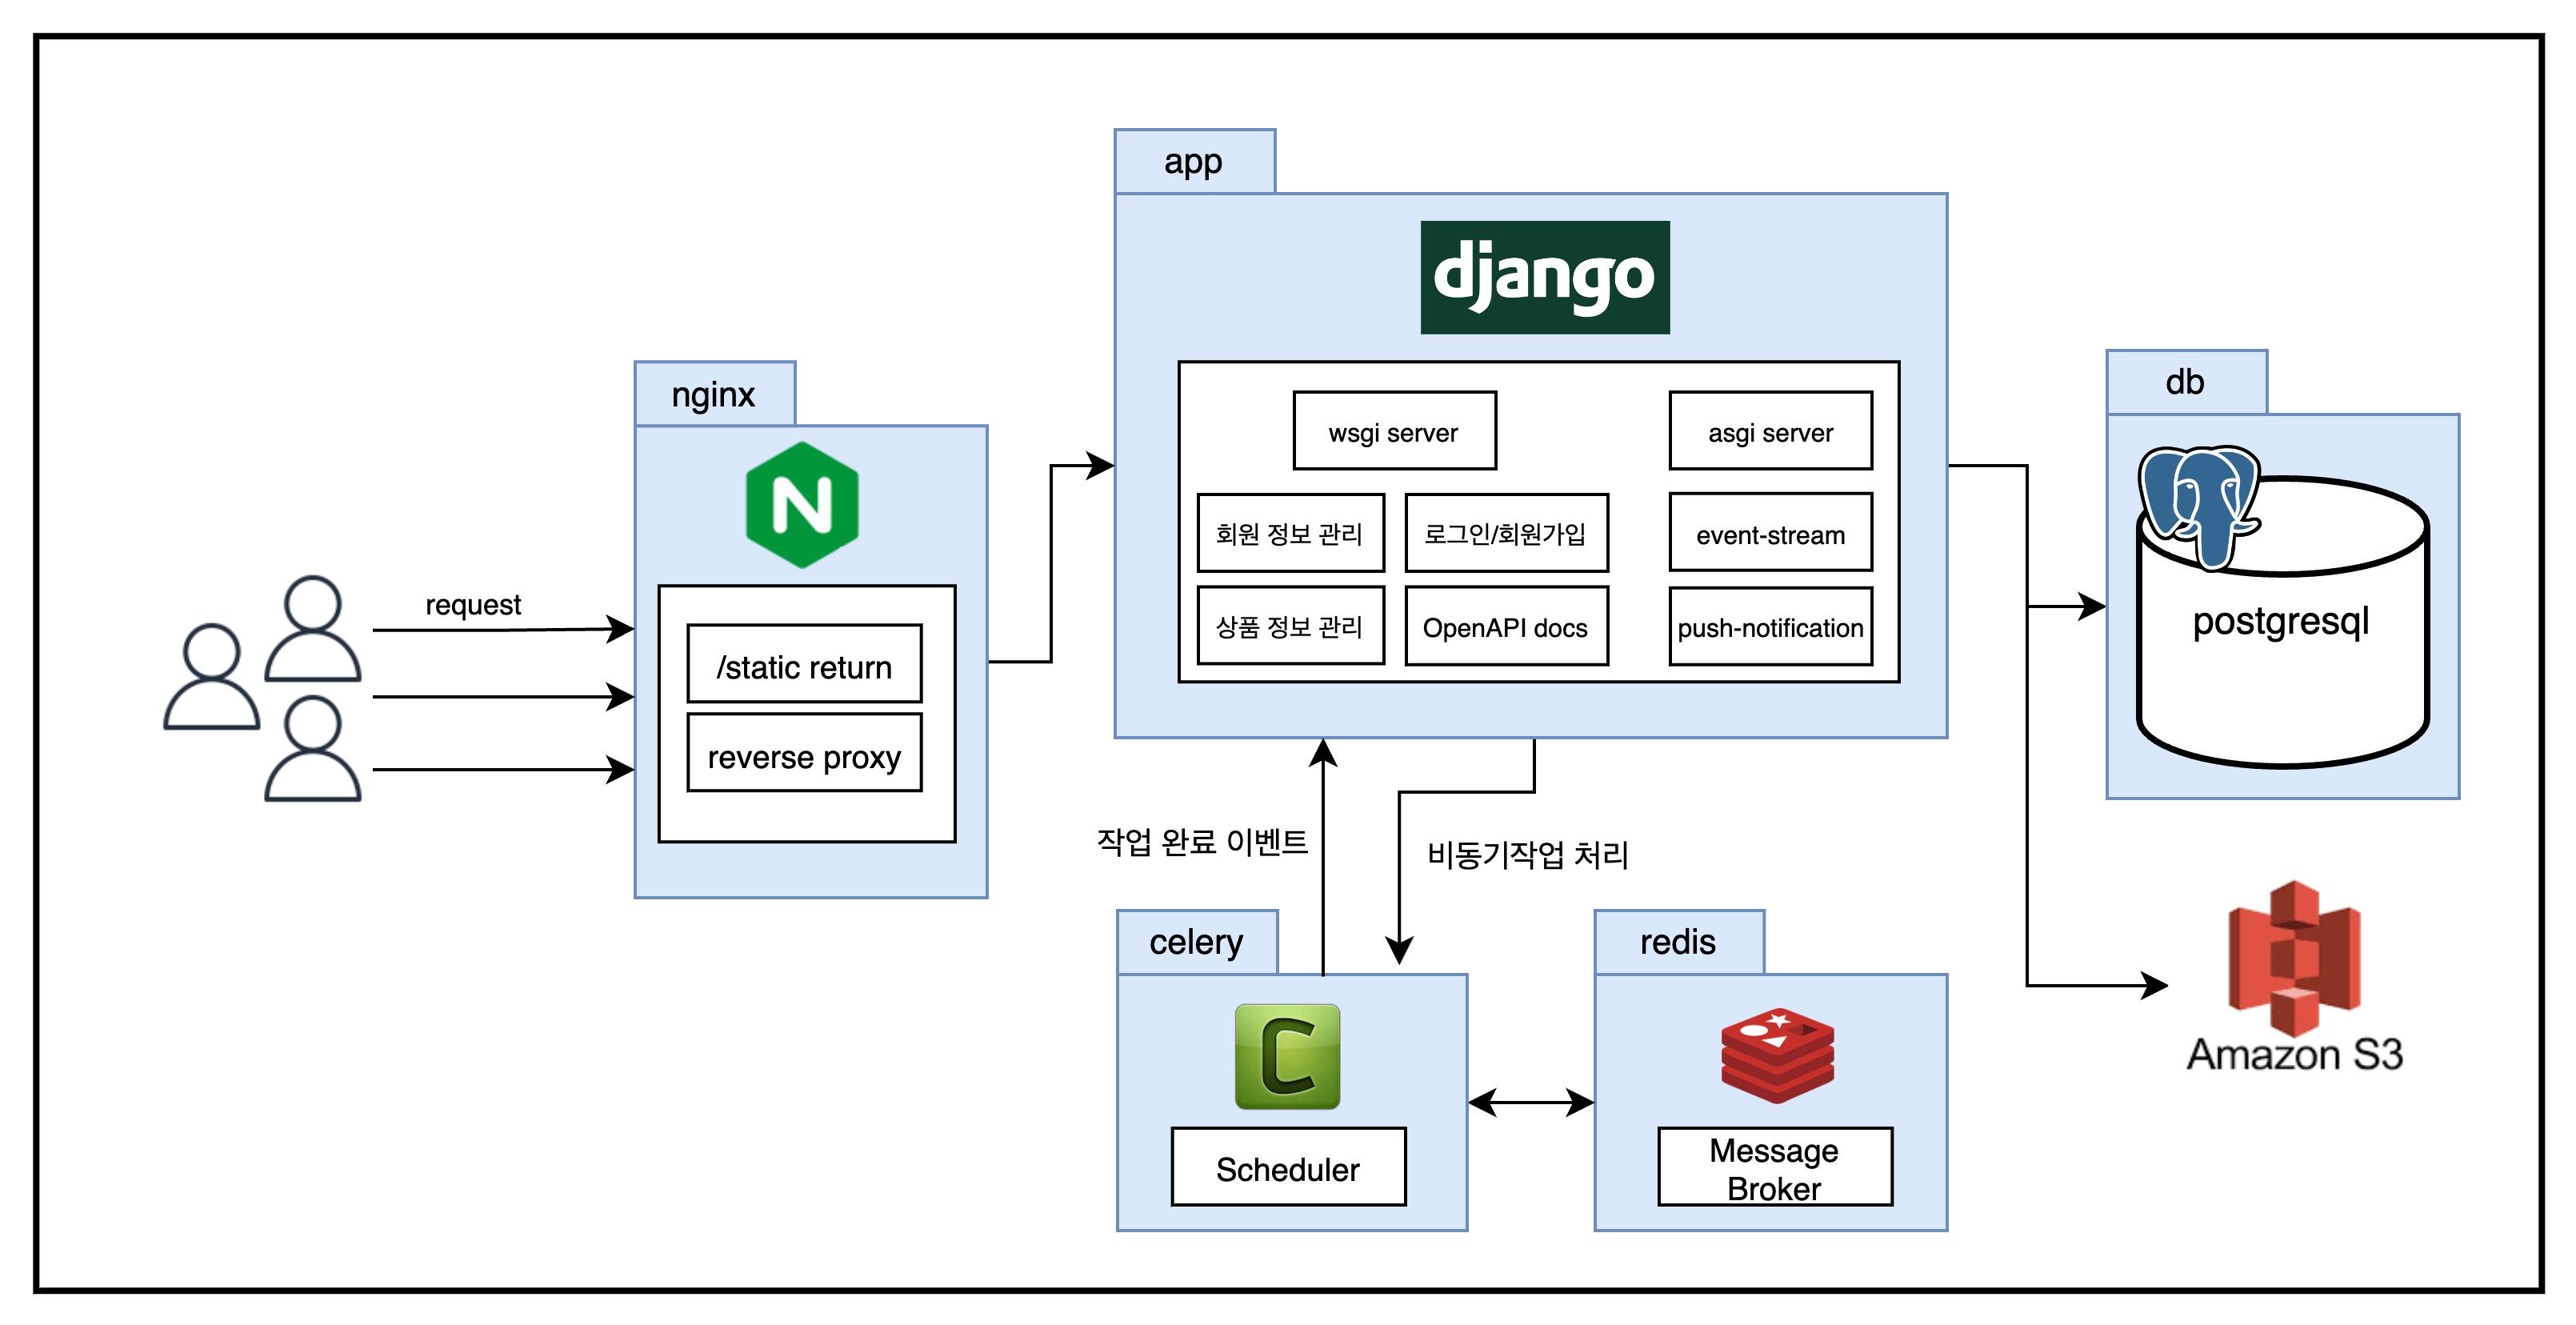 app
django
nginx
wsgi server
asgi server
회원 정보 관리
로그인/회원가입
event-stream
상품 정보 관리
OpenAPI docs
push-notification
db
postgresql
N
request
/static return
reverse proxy
작업 완료 이벤트
비동기작업 처리
celery
redis
C
Scheduler
Message
Broker
Amazon S3